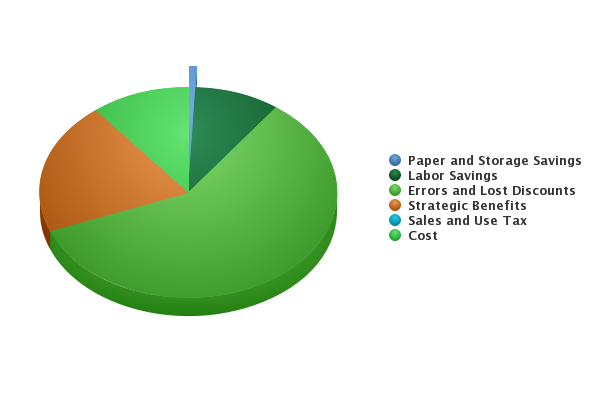 Paper and Storage Savings
Labor Savings
Errors and Lost Discounts
Strategic Benefits
Sales and Use Tax
Cost